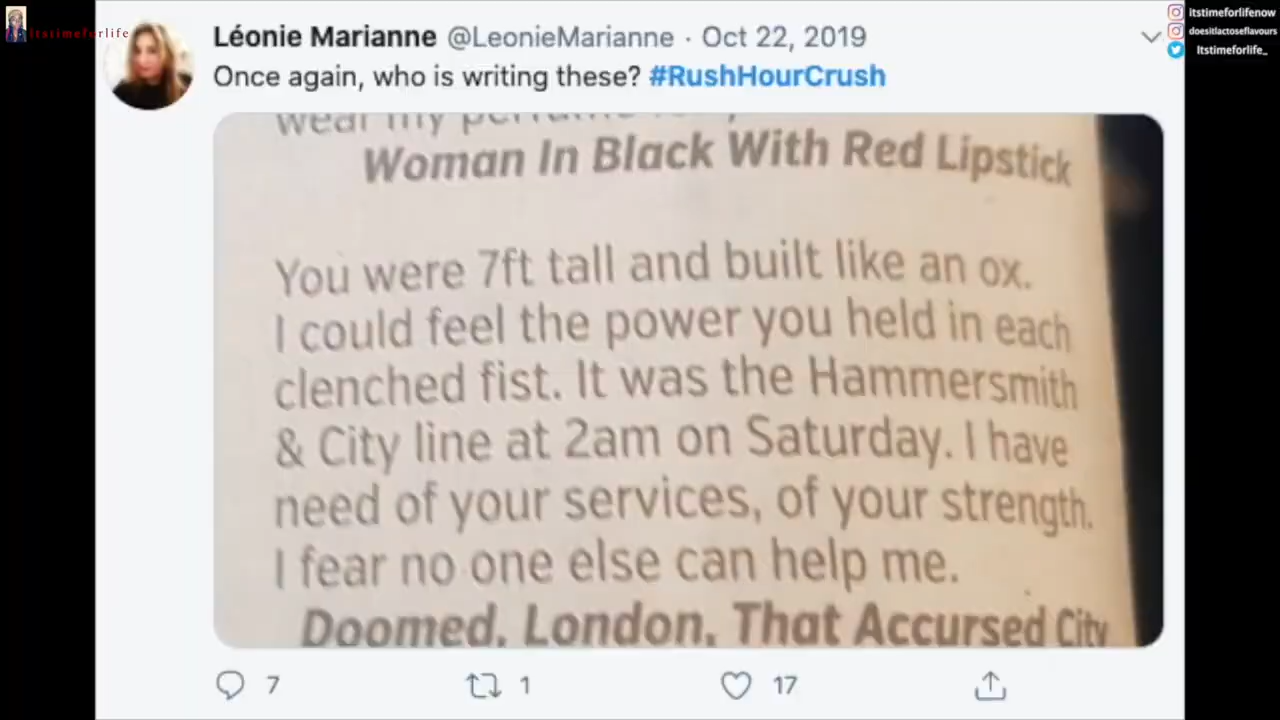 itstimeforlife
itstimeforlifenow
doesitlactoseflavours
Itstimeforlife_
Léonie Marianne @LeonieMarianne · Oct 22, 2019
Once again, who is writing these? #RushHourCrush
wear my
Woman In Black With Red Lipstick
You were 7ft tall and built like an ox.
I could feel the power you held in each
clenched fist. It was the Hammersmith
& City line at 2am on Saturday. I have
need of your services, of your strength.
I fear no one else can help me.
Doomed, London, That Accursed City
7
1
17